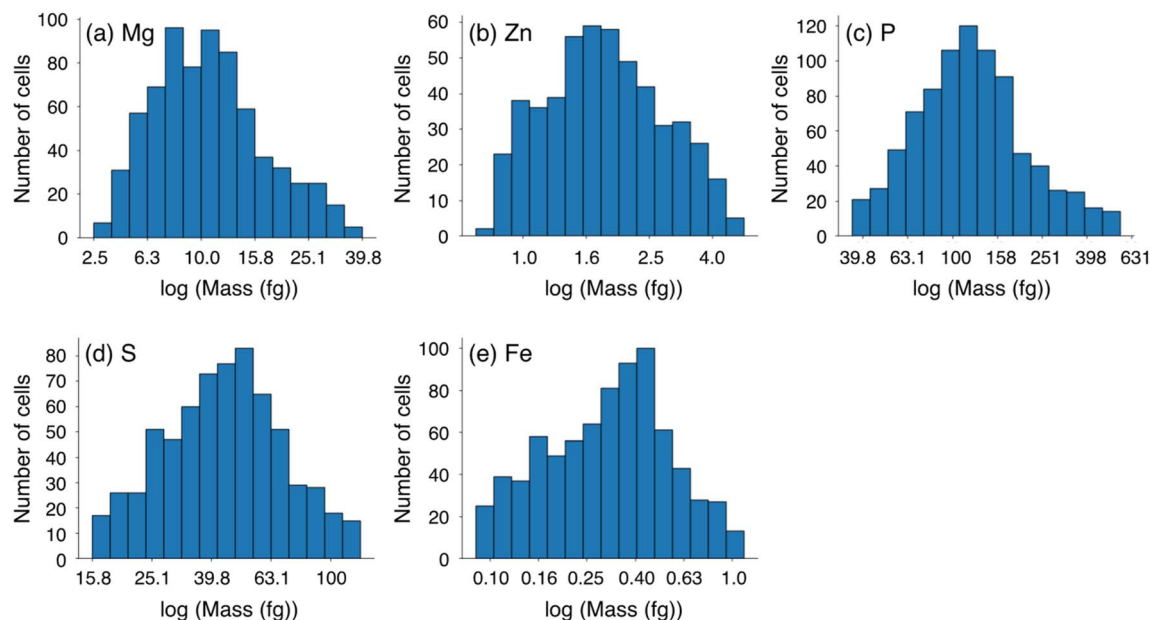 (a) Mg
Number of cells
100
80
60
40
20
0
2.5 6.3 10.0 15.8 25.1 39.8
log (Mass (fg))
(b) Zn
Number of cells
60
50
40
30
20
10
0
1.0 1.6 2.5 4.0
log (Mass (fg))
(c) P
Number of cells
120
100
80
60
40
20
0
39.8 63.1 100 158 251 398 631
log (Mass (fg))
(d) S
Number of cells
80
70
60
50
40
30
20
10
0
15.8 25.1 39.8 63.1 100
log (Mass (fg))
(e) Fe
Number of cells
100
80
60
40
20
0
0.10 0.16 0.25 0.40 0.63 1.0
log (Mass (fg))